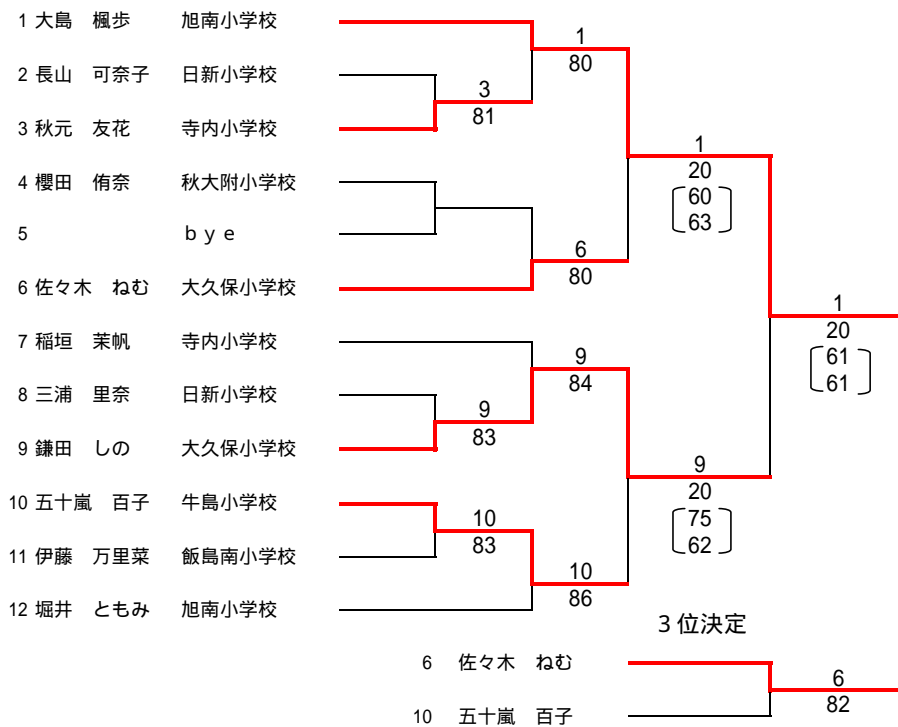 1 大島　楓歩　旭南小学校
1
80
2 長山　可奈子　日新小学校
3
81
3 秋元　友花　寺内小学校
1
20
60
63
4 櫻田　侑奈　秋大附小学校
5　ｂｙｅ
6
80
6 佐々木　ねむ　大久保小学校
1
20
61
61
7 稲垣　茉帆　寺内小学校
9
84
8 三浦　里奈　日新小学校
9
83
9 鎌田　しの　大久保小学校
9
20
75
62
10 五十嵐　百子　牛島小学校
10
83
11 伊藤　万里菜　飯島南小学校
10
86
12 堀井　ともみ　旭南小学校
３位決定
6　佐々木　ねむ
6
82
10　五十嵐　百子